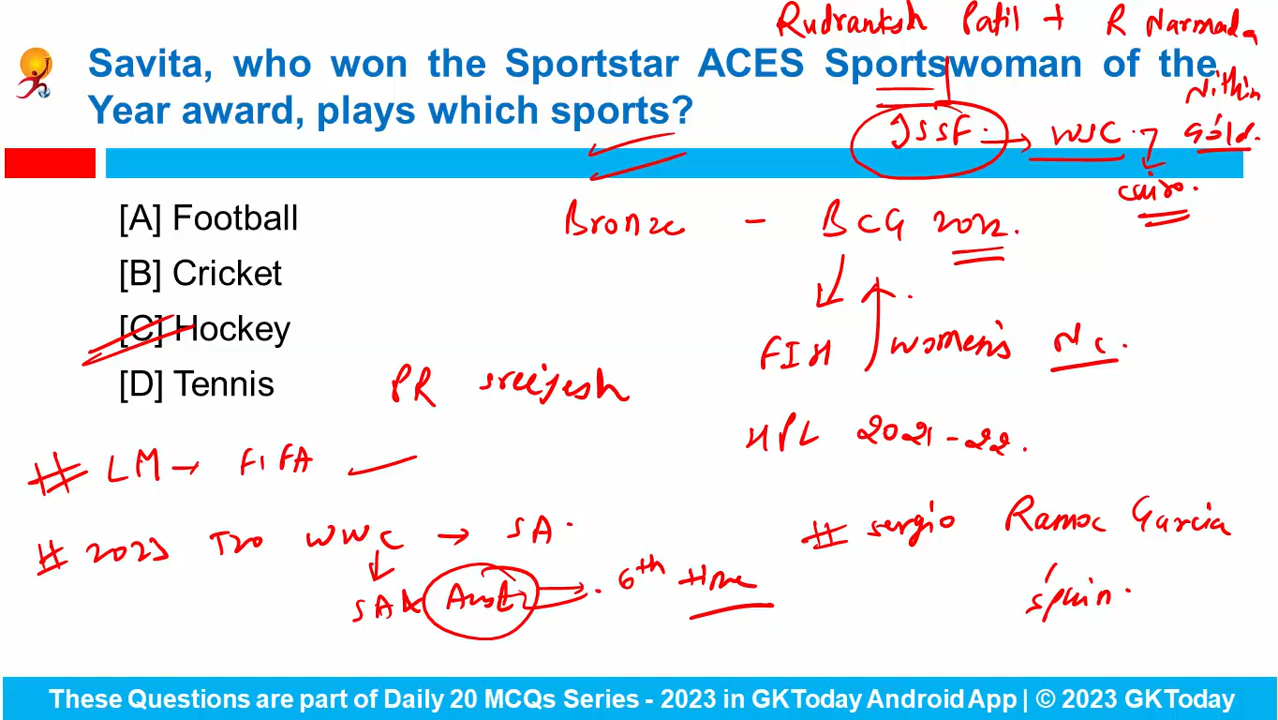 Rudranksh Patil + R Narmada
Savita, who won the Sportstar ACES Sportswoman of the
Nithin
Year award, plays which sports?
ISSF. → WSC. Gold.
Cairo.
[A] Football
Bronze - BCG 2022.
[B] Cricket
[C] Hockey
FIH women's Nc.
[D] Tennis
PR sreejesh
HPL 2021-22.
# LM → FIFA
# sergio Ramos Garcia
# 2023 T20 WWC → SA.
SA & Aust 6th time
spain.
These Questions are part of Daily 20 MCQs Series - 2023 in GKToday Android App | © 2023 GKToday